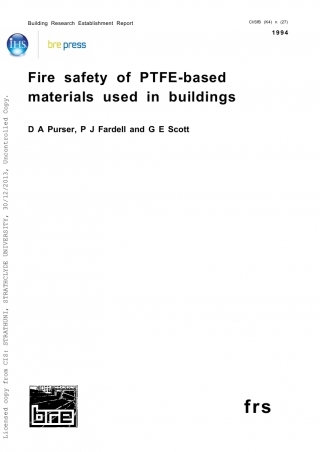 Building Research Establishment Report
CI/SfB (H4) n (27)
1994
IHS
bre press
Fire safety of PTFE-based
materials used in buildings
D A Purser, P J Fardell and G E Scott
Licensed copy from CIS: STRATHUNI, STRATHCLYDE UNIVERSITY, 30/12/2013, Uncontrolled Copy.
bre
frs